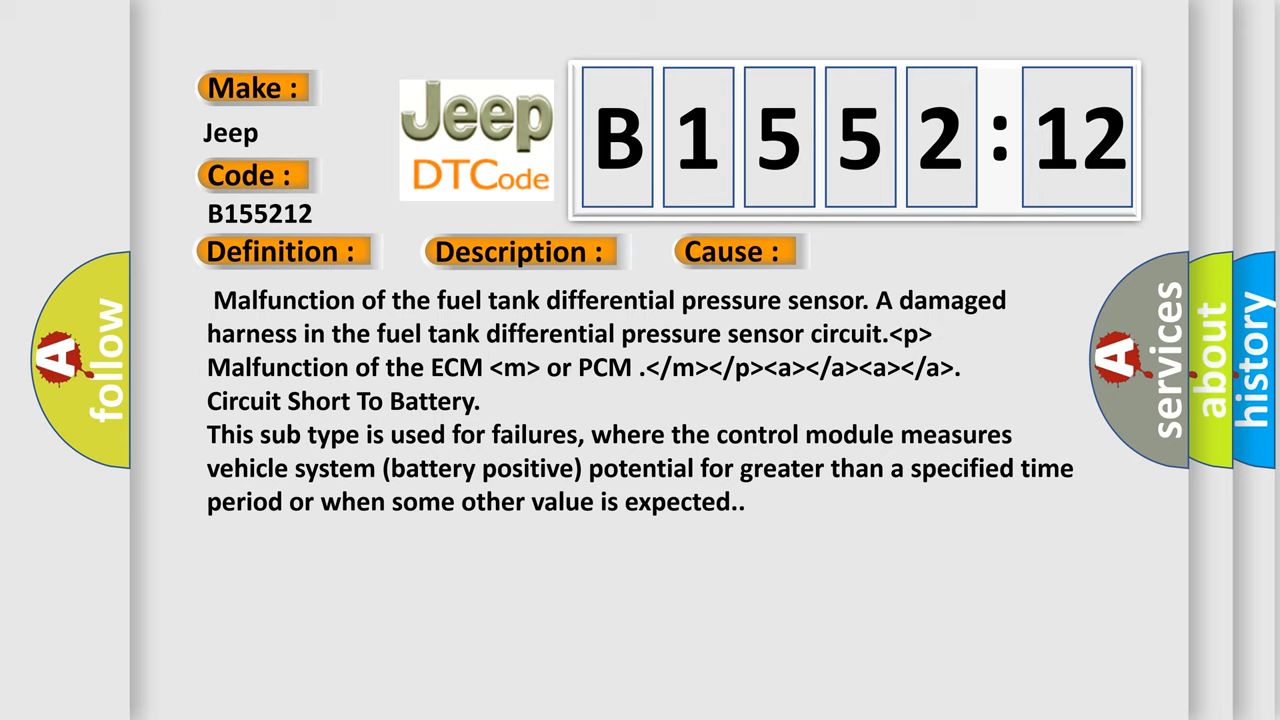 Make :
Jeep
Code :
B155212
Jeep
DTCode
B 1 5 5 2 : 12
Definition :
Description :
Cause :
Malfunction of the fuel tank differential pressure sensor. A damaged
harness in the fuel tank differential pressure sensor circuit.<p>
Malfunction of the ECM <m> or PCM .</m></p><a></a><a></a>.
Circuit Short To Battery.
This sub type is used for failures, where the control module measures
vehicle system (battery positive) potential for greater than a specified time
period or when some other value is expected..
A follow
A services
about
history